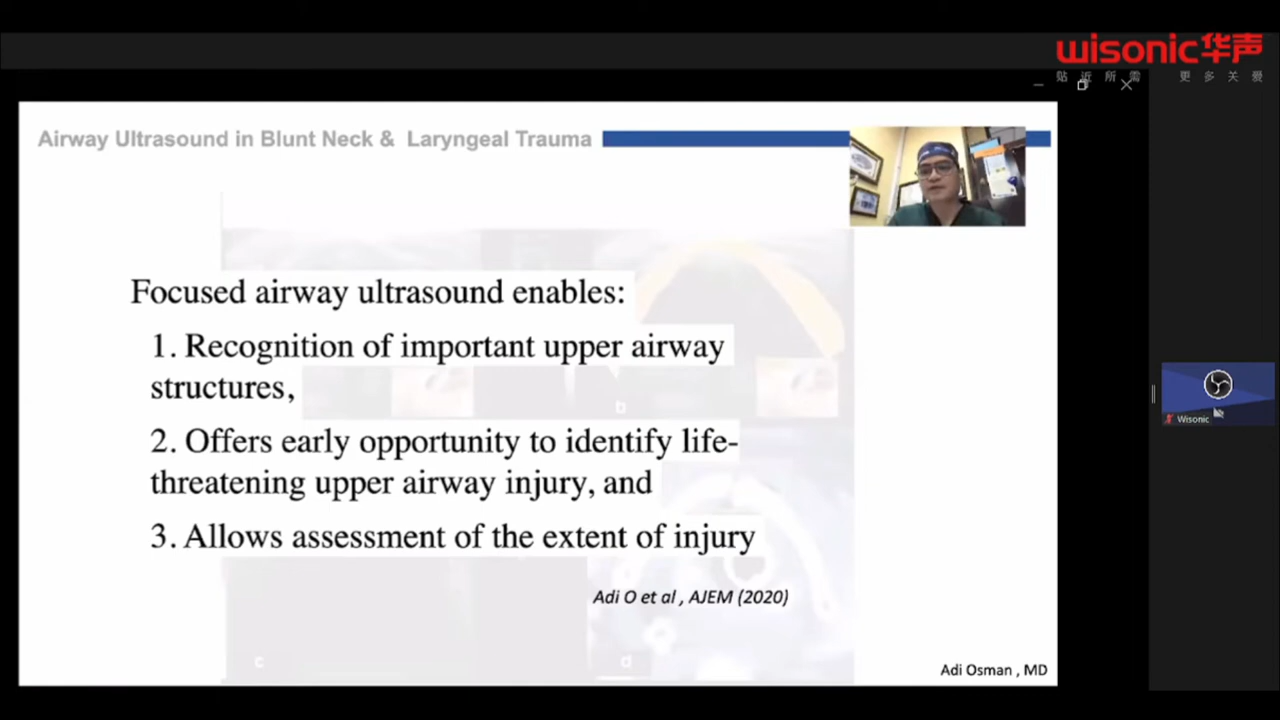 wisonic华声
贴近所需 更多关爱
Airway Ultrasound in Blunt Neck & Laryngeal Trauma
Focused airway ultrasound enables:
1. Recognition of important upper airway
structures,
b
2. Offers early opportunity to identify life-
threatening upper airway injury, and
3. Allows assessment of the extent of injury
Adi O et al , AJEM (2020)
c
d
Adi Osman , MD
Wisonic